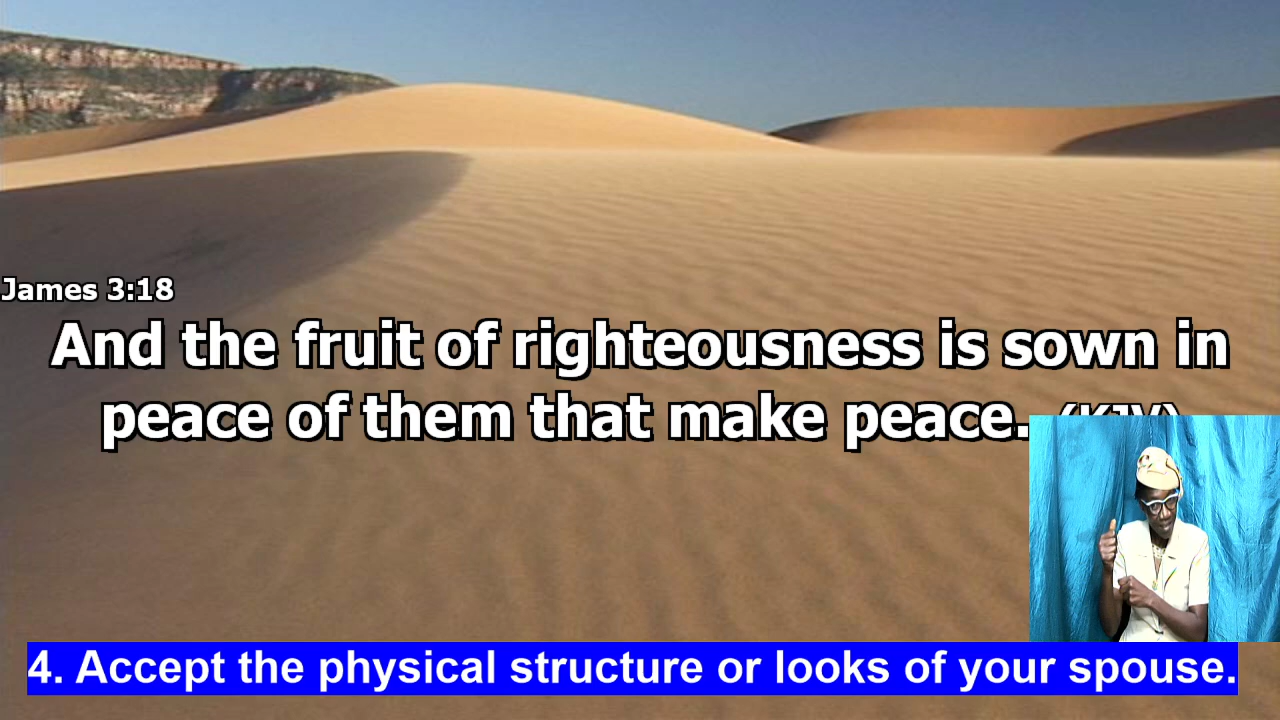 James 3:18
And the fruit of righteousness is sown in
peace of them that make peace. (KJV)
4. Accept the physical structure or looks of your spouse.